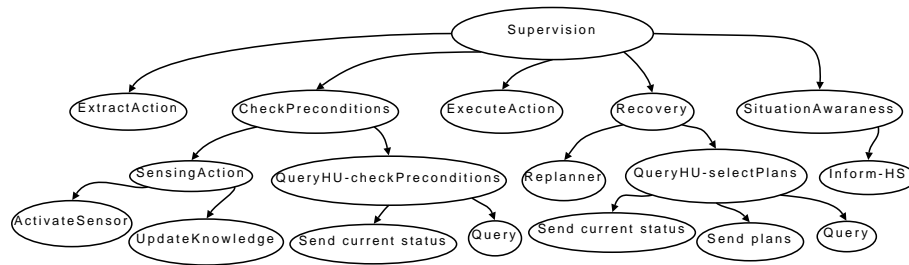 Supervision
ExtractAction
CheckPreconditions
ExecuteAction
Recovery
SituationAwaraness
SensingAction
QueryHU-checkPreconditions
Replanner
QueryHU-selectPlans
Inform-HS
ActivateSensor
UpdateKnowledge
Send current status
Query
Send current status
Send plans
Query